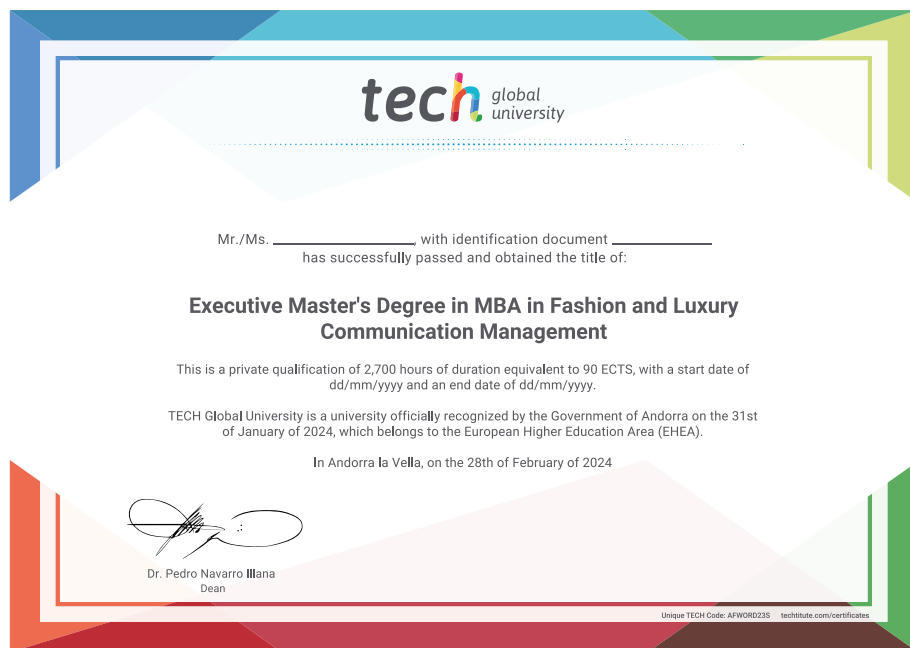 tech global
university
Mr./Ms. ________________, with identification document ____________
has successfully passed and obtained the title of:
Executive Master's Degree in MBA in Fashion and Luxury
Communication Management
This is a private qualification of 2,700 hours of duration equivalent to 90 ECTS, with a start date of
dd/mm/yyyy and an end date of dd/mm/yyyy.
TECH Global University is a university officially recognized by the Government of Andorra on the 31st
of January of 2024, which belongs to the European Higher Education Area (EHEA).
In Andorra la Vella, on the 28th of February of 2024
Dr. Pedro Navarro Illana
Dean
Unique TECH Code: AFWORD23S techtitute.com/certificates